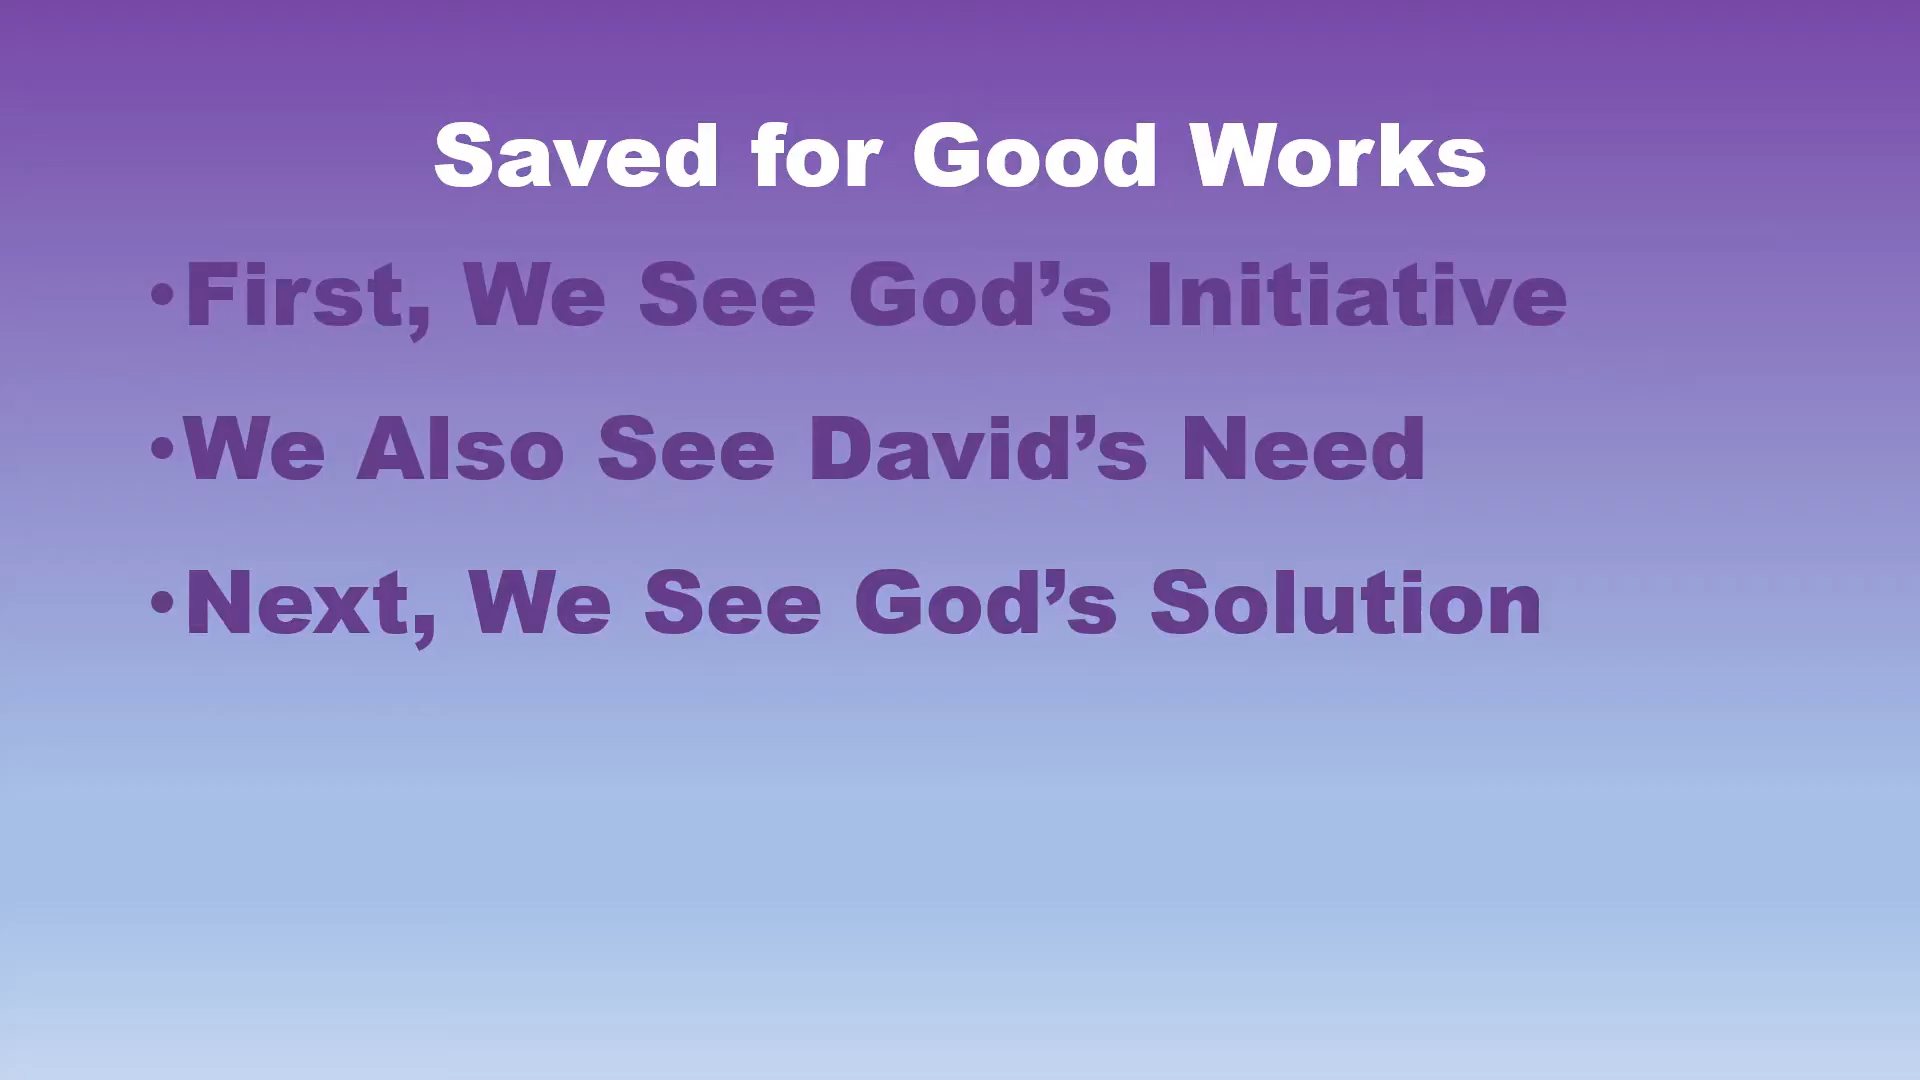 Saved for Good Works
•First, We See God’s Initiative
•We Also See David’s Need
•Next, We See God’s Solution